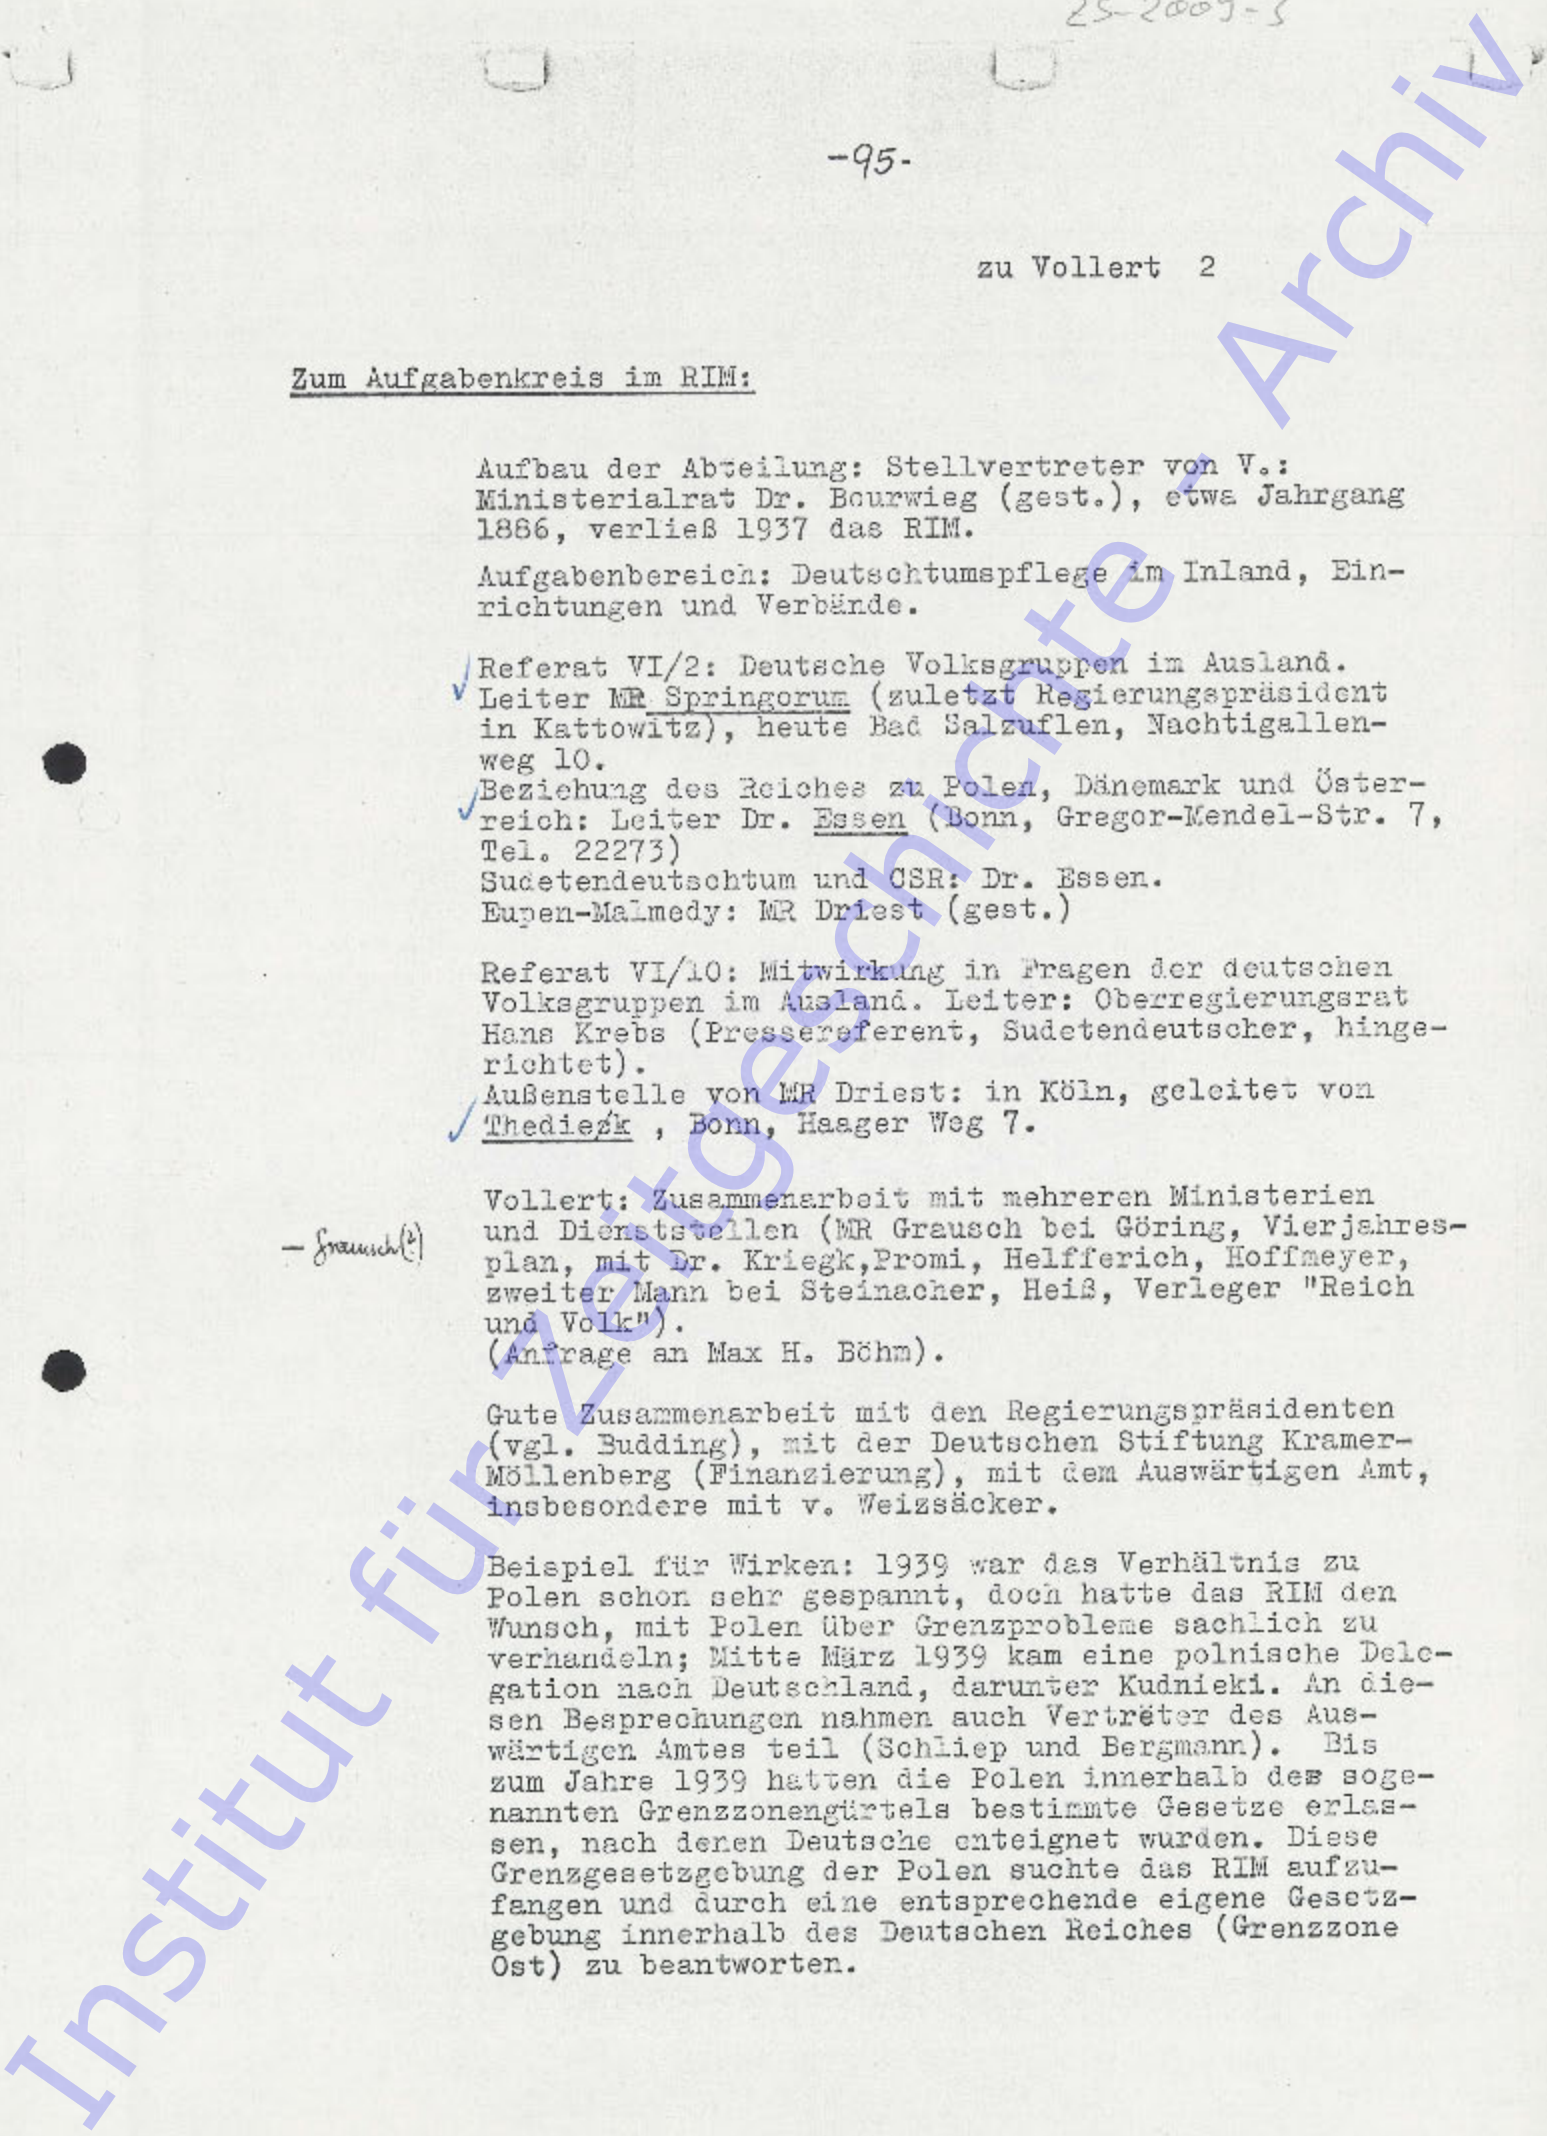 ZS-2009-5
-95-
zu Vollert 2
Zum Aufgabenkreis im RIM:
Aufbau der Abteilung: Stellvertreter von V.:
Ministerialrat Dr. Bourwieg (gest.), etwa Jahrgang
1886, verließ 1937 das RIM.
Aufgabenbereich: Deutschtumspflege im Inland, Ein-
richtungen und Verbände.
Referat VI/2: Deutsche Volksgruppen im Ausland.
Leiter MR Springorum (zuletzt Regierungspräsident
in Kattowitz), heute Bad Salzuflen, Nachtigallen-
weg 10.
Beziehung des Reiches zu Polen, Dänemark und Öster-
reich: Leiter Dr. Essen (Bonn, Gregor-Mendel-Str. 7,
Tel. 22273)
Sudetendeutschtum und CSR: Dr. Essen.
Eupen-Malmedy: MR Driest (gest.)
Referat VI/10: Mitwirkung in Fragen der deutschen
Volksgruppen im Ausland. Leiter: Oberregierungsrat
Hans Krebs (Pressereferent, Sudetendeutscher, hinge-
richtet).
Außenstelle von MR Driest: in Köln, geleitet von
Thedieck , Bonn, Haager Weg 7.
Vollert: Zusammenarbeit mit mehreren Ministerien
und Dienststellen (MR Grausch bei Göring, Vierjahres-
– Gramsch(?)
plan, mit Dr. Kriegk,Promi, Helfferich, Hoffmeyer,
zweiter Mann bei Steinacher, Heiß, Verleger "Reich
und Volk").
(Anfrage an Max H. Böhm).
Gute Zusammenarbeit mit den Regierungspräsidenten
(vgl. Budding), mit der Deutschen Stiftung Kramer-
Möllenberg (Finanzierung), mit dem Auswärtigen Amt,
insbesondere mit v. Weizsäcker.
Beispiel für Wirken: 1939 war das Verhältnis zu
Polen schon sehr gespannt, doch hatte das RIM den
Wunsch, mit Polen über Grenzprobleme sachlich zu
verhandeln; Mitte März 1939 kam eine polnische Dele-
gation nach Deutschland, darunter Kudnieki. An die-
sen Besprechungen nahmen auch Vertreter des Aus-
wärtigen Amtes teil (Schliep und Bergmann). Bis
zum Jahre 1939 hatten die Polen innerhalb des soge-
nannten Grenzzonengürtels bestimmte Gesetze erlas-
sen, nach denen Deutsche enteignet wurden. Diese
Grenzgesetzgebung der Polen suchte das RIM aufzu-
fangen und durch eine entsprechende eigene Gesetz-
gebung innerhalb des Deutschen Reiches (Grenzzone
Ost) zu beantworten.
Institut für Zeitgeschichte - Archiv